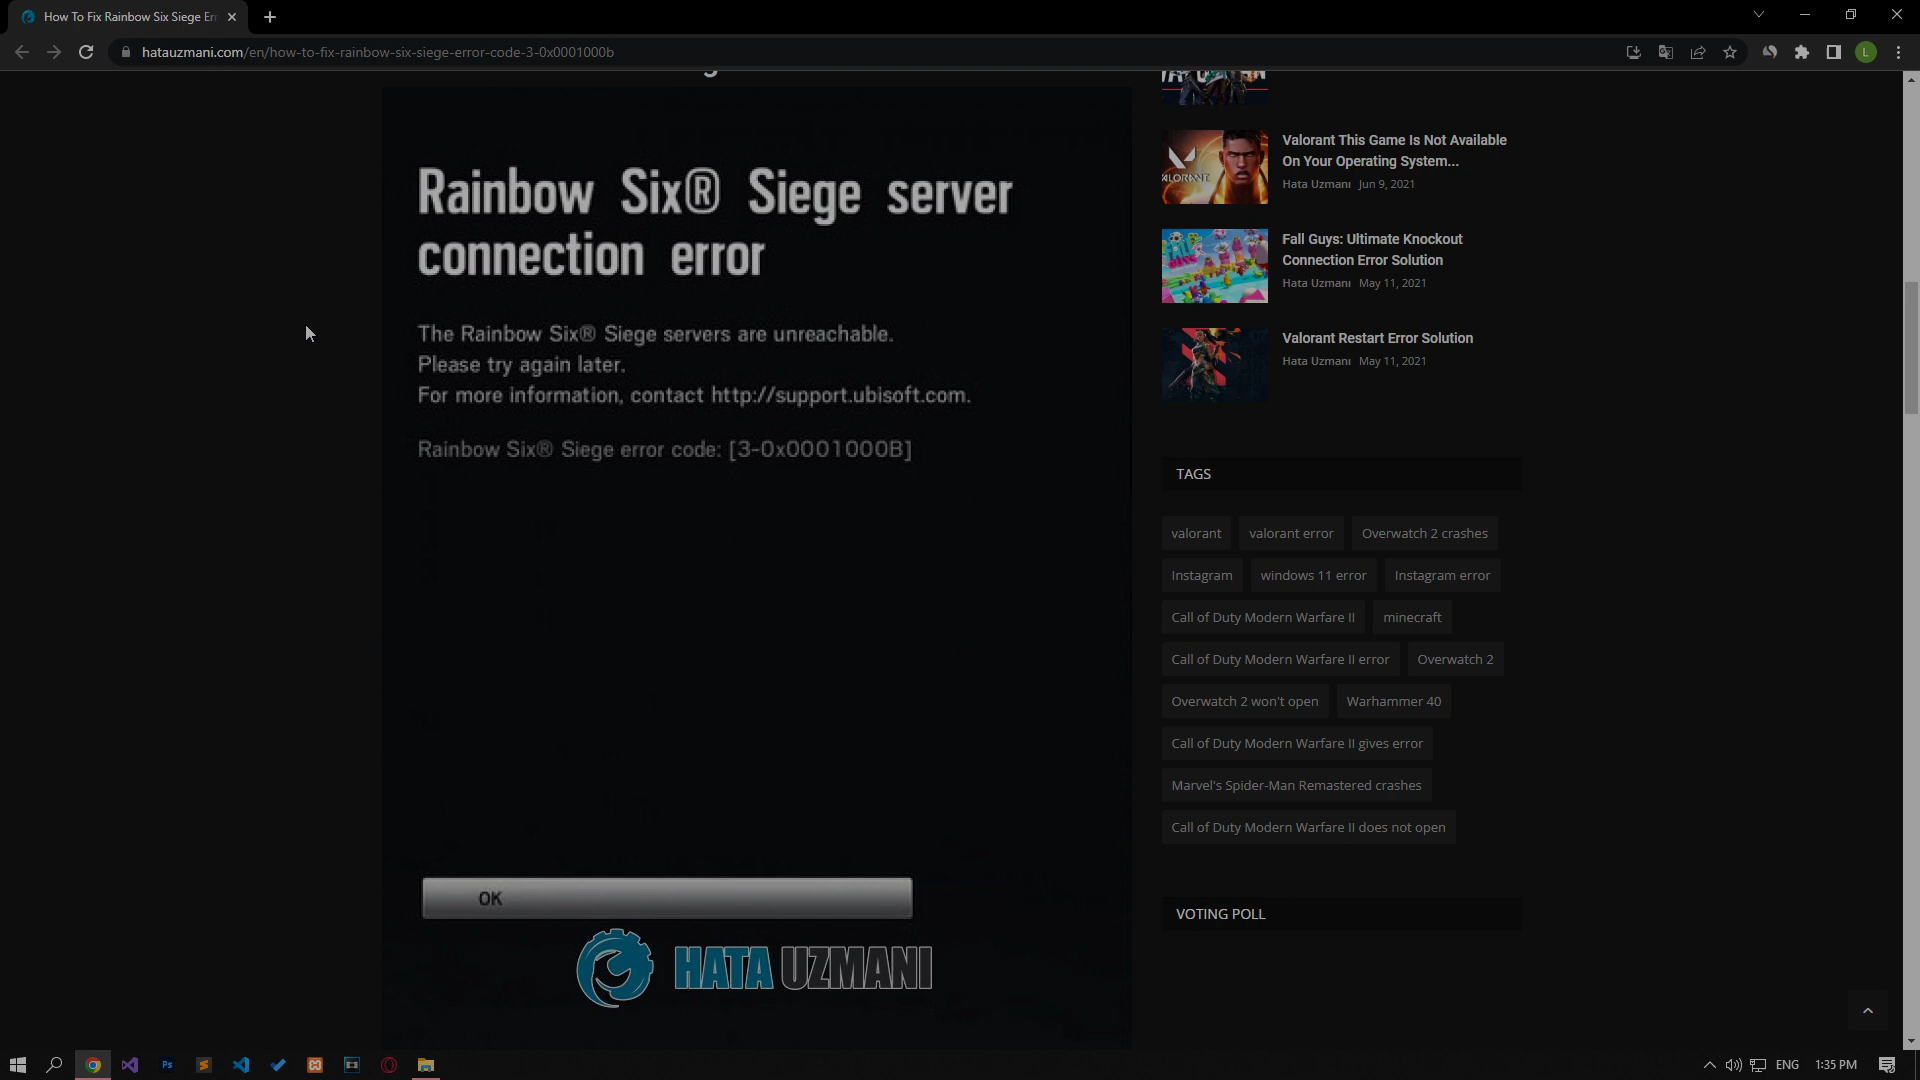 How To Fix Rainbow Six Siege Err
hatauzmani.com/en/how-to-fix-rainbow-six-siege-error-code-3-0x0001000b
L
Rainbow Six® Siege server
connection error
The Rainbow Six® Siege servers are unreachable.
Please try again later.
For more information, contact http://support.ubisoft.com.
Rainbow Six® Siege error code: [3-0x0001000B]
OK
HATA UZMANI
Valorant This Game Is Not Available
On Your Operating System...
Hata Uzmanı Jun 9, 2021
Fall Guys: Ultimate Knockout
Connection Error Solution
Hata Uzmanı May 11, 2021
Valorant Restart Error Solution
Hata Uzmanı May 11, 2021
TAGS
valorant valorant error Overwatch 2 crashes
Instagram windows 11 error Instagram error
Call of Duty Modern Warfare II minecraft
Call of Duty Modern Warfare II error Overwatch 2
Overwatch 2 won't open Warhammer 40
Call of Duty Modern Warfare II gives error
Marvel's Spider-Man Remastered crashes
Call of Duty Modern Warfare II does not open
VOTING POLL
Ps
ENG 1:35 PM